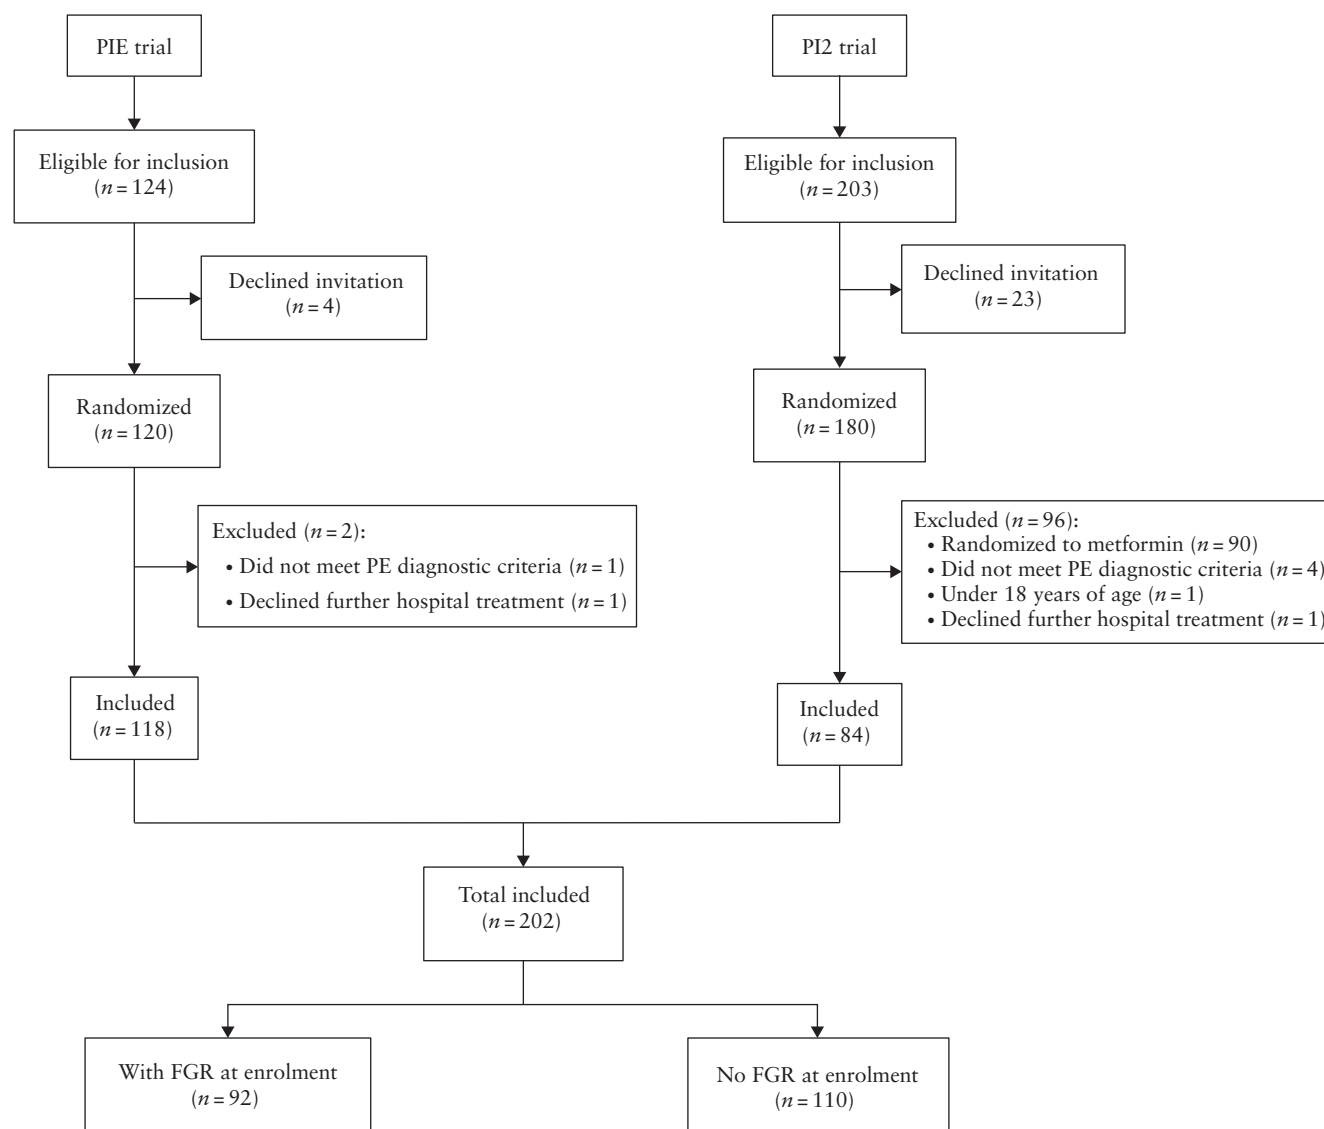 PIE trial
Eligible for inclusion
(n = 124)
Declined invitation
(n = 4)
Randomized
(n = 120)
Excluded (n = 2):
• Did not meet PE diagnostic criteria (n = 1)
• Declined further hospital treatment (n = 1)
Included
(n = 118)
PI2 trial
Eligible for inclusion
(n = 203)
Declined invitation
(n = 23)
Randomized
(n = 180)
Excluded (n = 96):
• Randomized to metformin (n = 90)
• Did not meet PE diagnostic criteria (n = 4)
• Under 18 years of age (n = 1)
• Declined further hospital treatment (n = 1)
Included
(n = 84)
Total included
(n = 202)
With FGR at enrolment
(n = 92)
No FGR at enrolment
(n = 110)